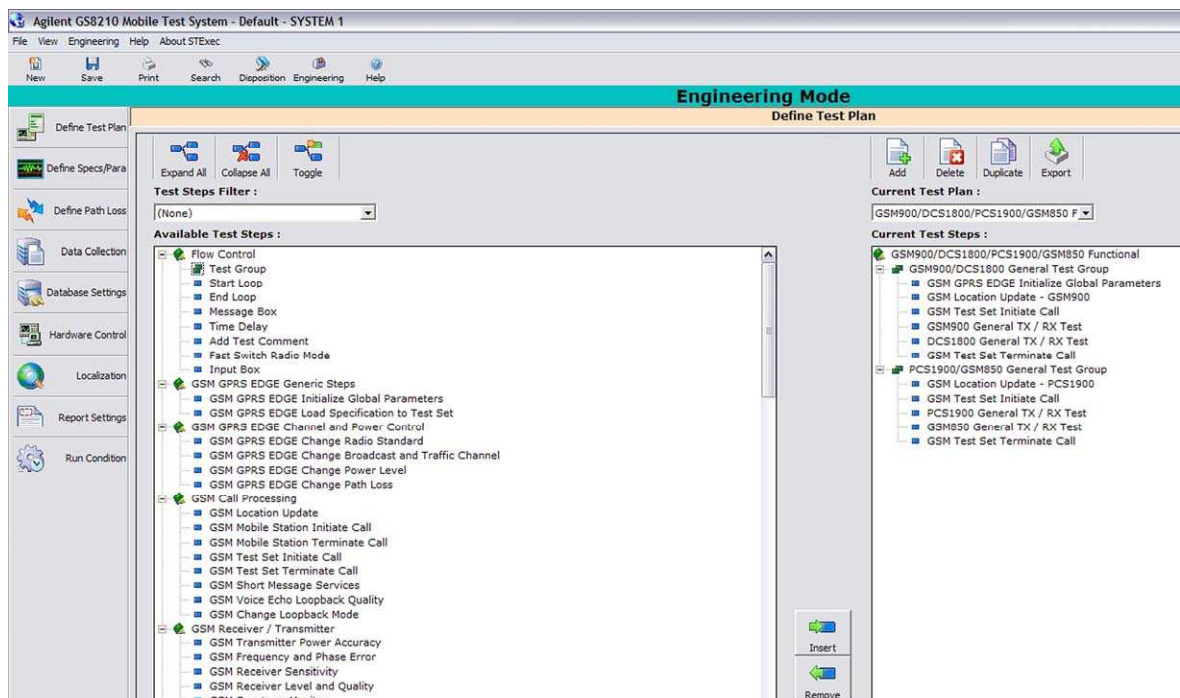 Agilent GS8210 Mobile Test System - Default - SYSTEM 1
File View Engineering Help About STExec
New Save Print Search Disposition Engineering Help
Engineering Mode
Define Test Plan
Define Test Plan
Define Specs/Para
Define Path Loss
Data Collection
Database Settings
Hardware Control
Localization
Report Settings
Run Condition
Expand All Collapse All Toggle
Test Steps Filter :
(None)
Available Test Steps :
Flow Control
Test Group
Start Loop
End Loop
Message Box
Time Delay
Add Test Comment
Fast Switch Radio Mode
Input Box
GSM GPRS EDGE Generic Steps
GSM GPRS EDGE Initialize Global Parameters
GSM GPRS EDGE Load Specification to Test Set
GSM GPRS EDGE Channel and Power Control
GSM GPRS EDGE Change Radio Standard
GSM GPRS EDGE Change Broadcast and Traffic Channel
GSM GPRS EDGE Change Power Level
GSM GPRS EDGE Change Path Loss
GSM Call Processing
GSM Location Update
GSM Mobile Station Initiate Call
GSM Mobile Station Terminate Call
GSM Test Set Initiate Call
GSM Test Set Terminate Call
GSM Short Message Services
GSM Voice Echo Loopback Quality
GSM Change Loopback Mode
GSM Receiver / Transmitter
GSM Transmitter Power Accuracy
GSM Frequency and Phase Error
GSM Receiver Sensitivity
GSM Receiver Level and Quality
Insert
Remove
Add Delete Duplicate Export
Current Test Plan :
GSM900/DCS1800/PCS1900/GSM850 F
Current Test Steps :
GSM900/DCS1800/PCS1900/GSM850 Functional
GSM900/DCS1800 General Test Group
GSM GPRS EDGE Initialize Global Parameters
GSM Location Update - GSM900
GSM Test Set Initiate Call
GSM900 General TX / RX Test
DCS1800 General TX / RX Test
GSM Test Set Terminate Call
PCS1900/GSM850 General Test Group
GSM Location Update - PCS1900
GSM Test Set Initiate Call
PCS1900 General TX / RX Test
GSM850 General TX / RX Test
GSM Test Set Terminate Call